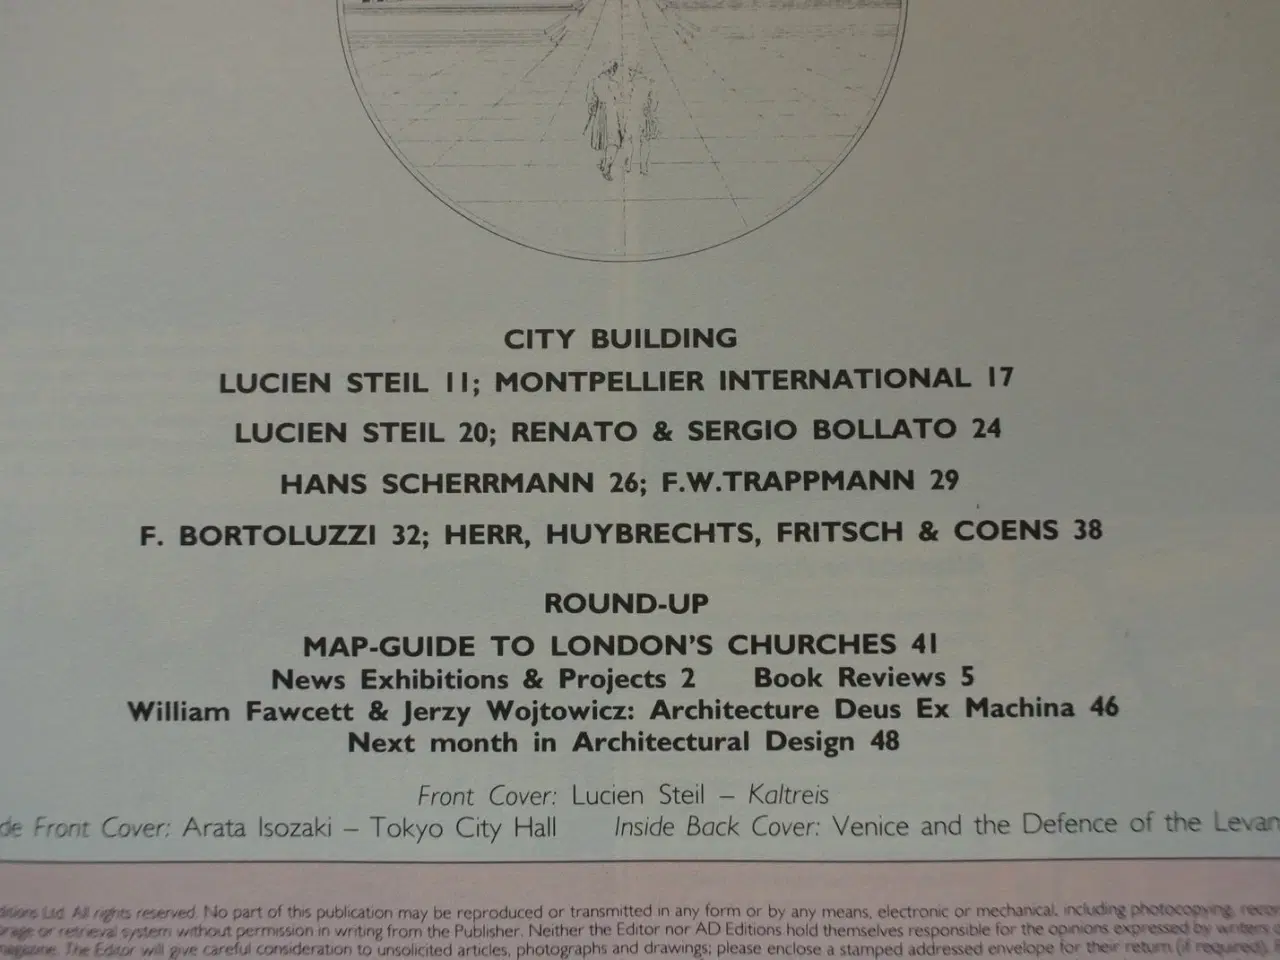 CITY BUILDING
LUCIEN STEIL 11; MONTPELLIER INTERNATIONAL 17
LUCIEN STEIL 20; RENATO & SERGIO BOLLATO 24
HANS SCHERRMANN 26; F.W.TRAPPMANN 29
F. BORTOLUZZI 32; HERR, HUYBRECHTS, FRITSCH & COENS 38
ROUND-UP
MAP-GUIDE TO LONDON'S CHURCHES 41
News Exhibitions & Projects 2 Book Reviews 5
William Fawcett & Jerzy Wojtowicz: Architecture Deus Ex Machina 46
Next month in Architectural Design 48
Front Cover: Lucien Steil – Kaltreis
de Front Cover: Arata Isozaki – Tokyo City Hall Inside Back Cover: Venice and the Defence of the Levan
ditions Ltd. All rights reserved. No part of this publication may be reproduced or transmitted in any form or by any means, electronic or mechanical, including photocopying, recor
orage or retrieval system without permission in writing from the Publisher. Neither the Editor nor AD Editions hold themselves responsible for the opinions expressed by writers
magazine. The Editor will give careful consideration to unsolicited articles, photographs and drawings; please enclose a stamped addressed envelope for their return (if required).